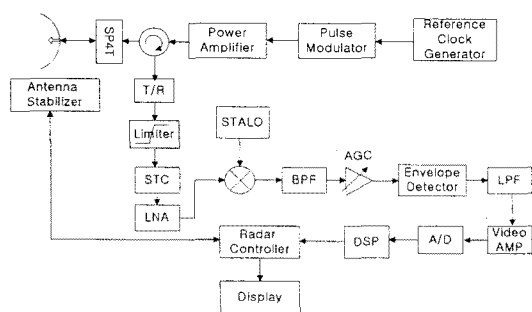 SP4T
Power
Amplifier
Pulse
Modulator
Reference
Clock
Generator
Antenna
Stabilizer
T/R
Limiter
STALO
STC
LNA
BPF
AGC
Envelope
Detector
LPF
Radar
Controller
DSP
A/D
Video
AMP
Display